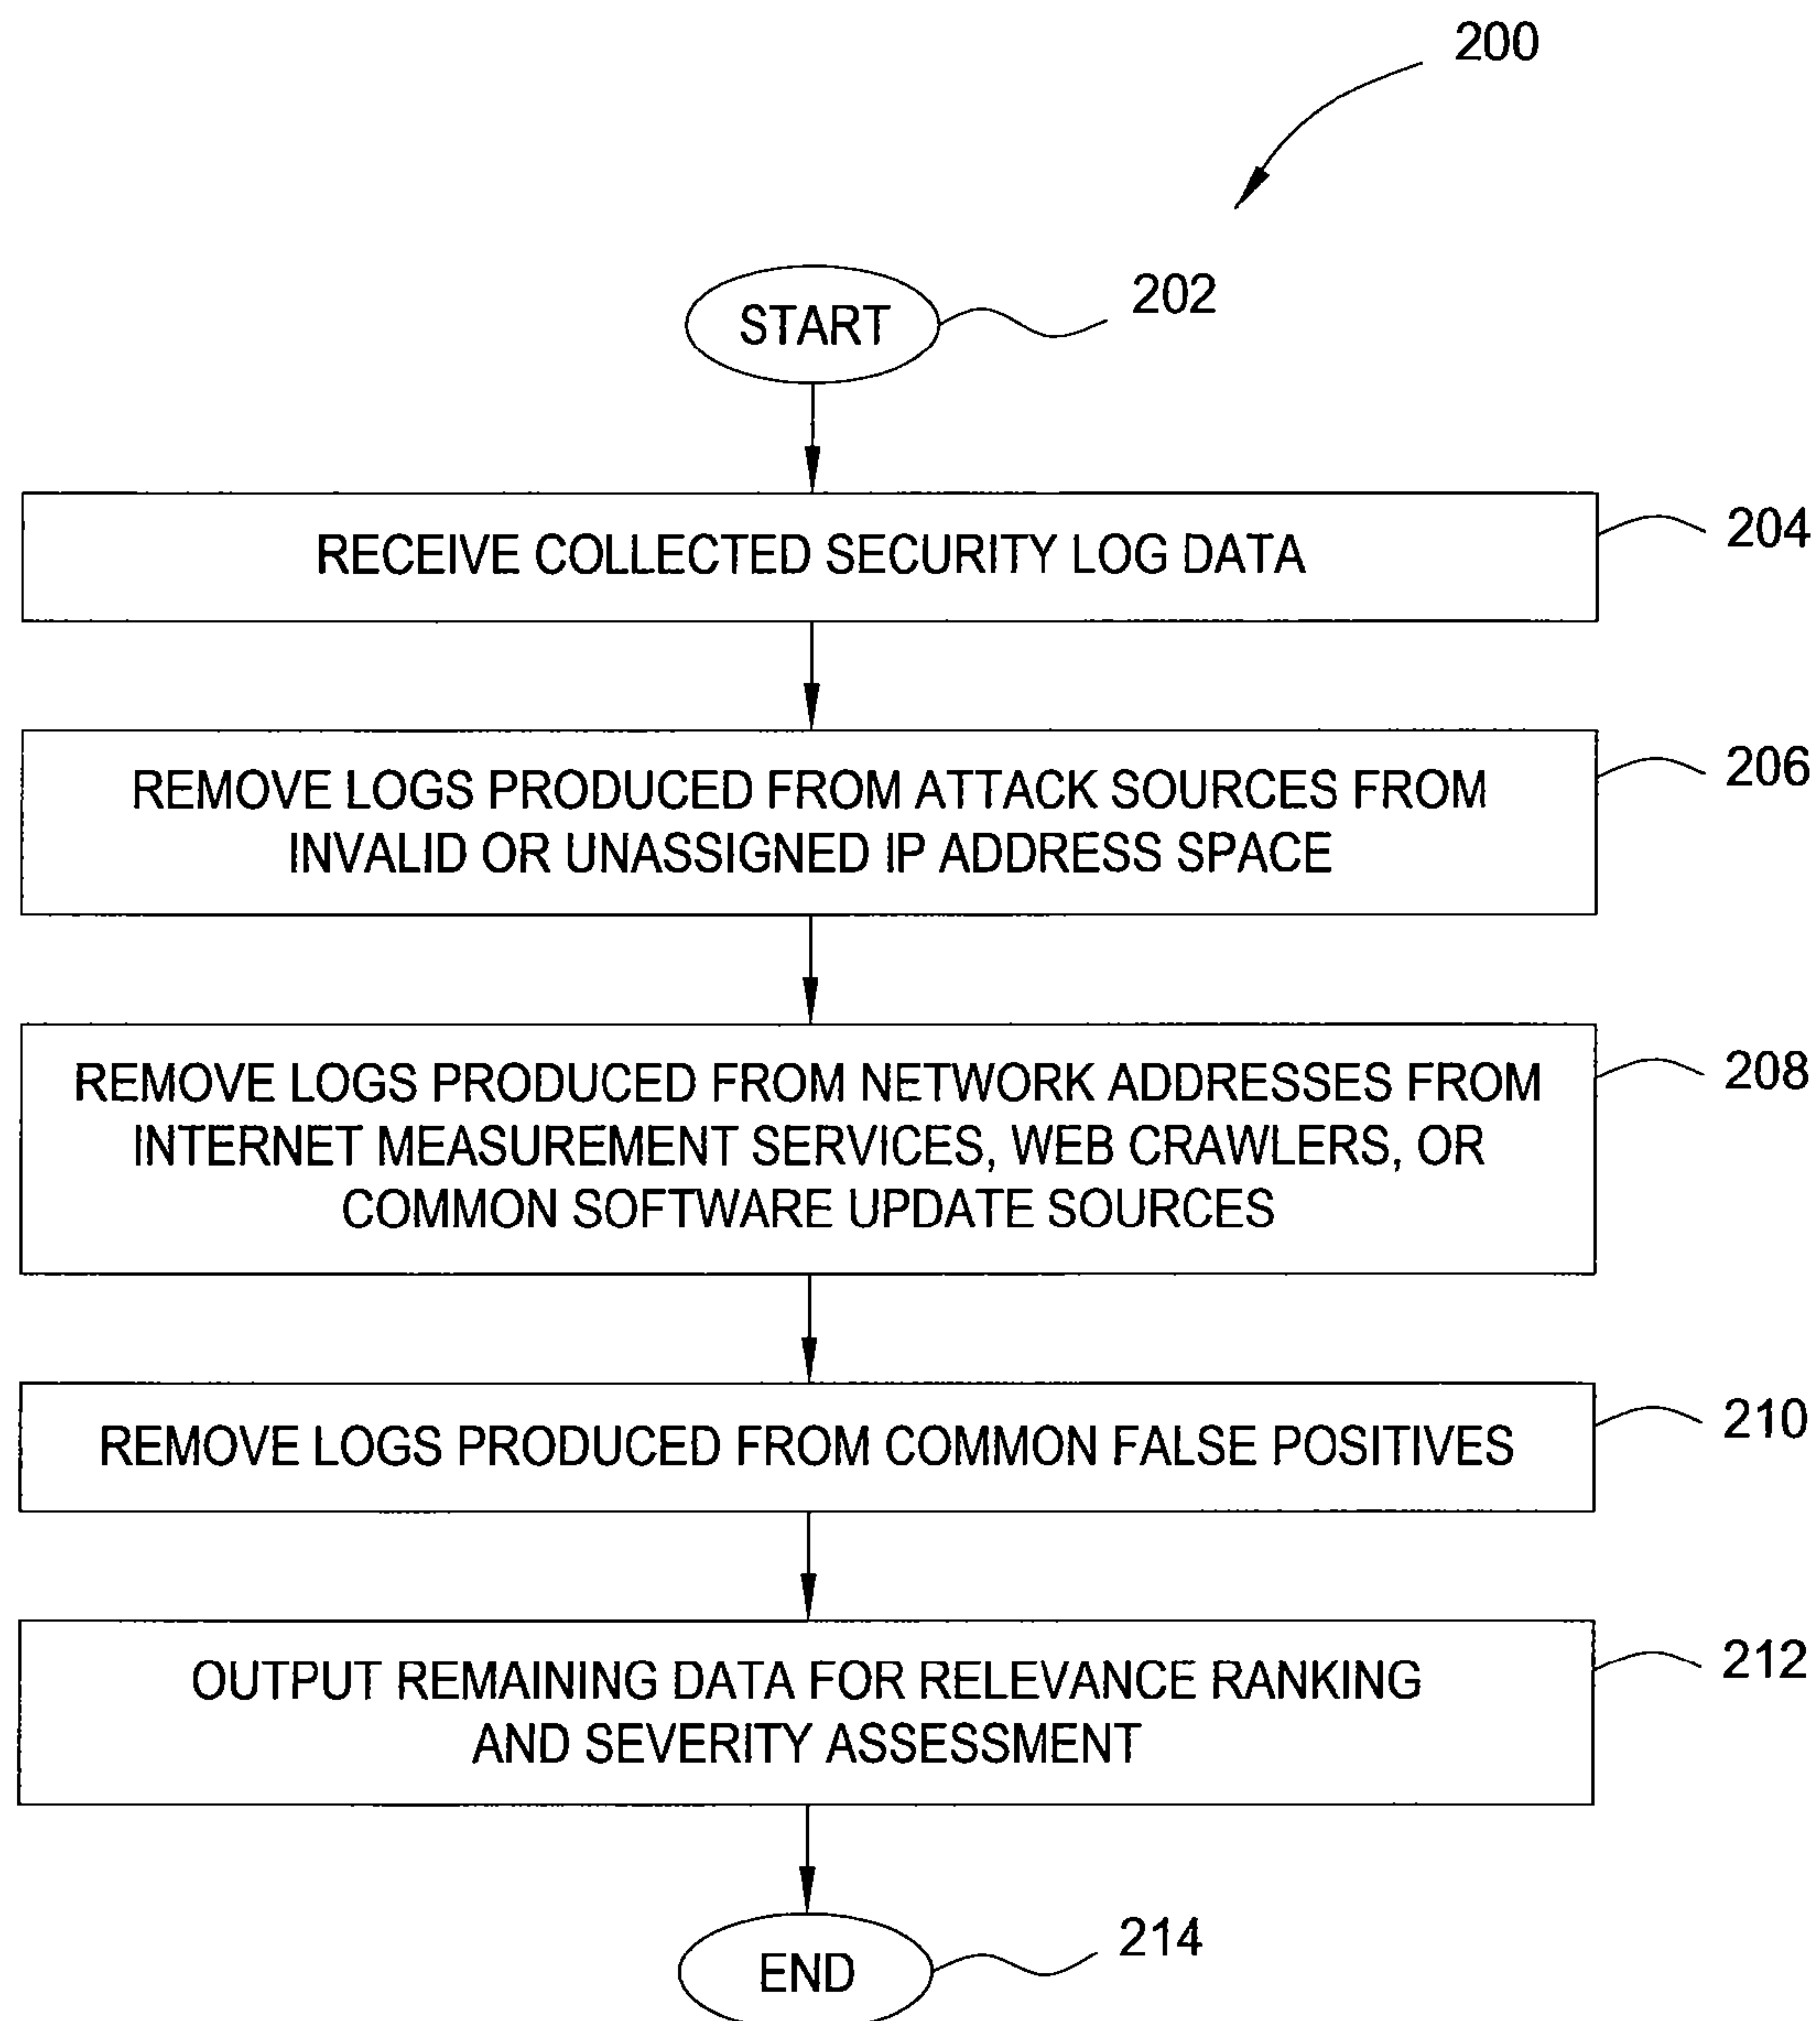 200
START
202
RECEIVE COLLECTED SECURITY LOG DATA
204
REMOVE LOGS PRODUCED FROM ATTACK SOURCES FROM
INVALID OR UNASSIGNED IP ADDRESS SPACE
206
REMOVE LOGS PRODUCED FROM NETWORK ADDRESSES FROM
INTERNET MEASUREMENT SERVICES, WEB CRAWLERS, OR
COMMON SOFTWARE UPDATE SOURCES
208
REMOVE LOGS PRODUCED FROM COMMON FALSE POSITIVES
210
OUTPUT REMAINING DATA FOR RELEVANCE RANKING
AND SEVERITY ASSESSMENT
212
END
214